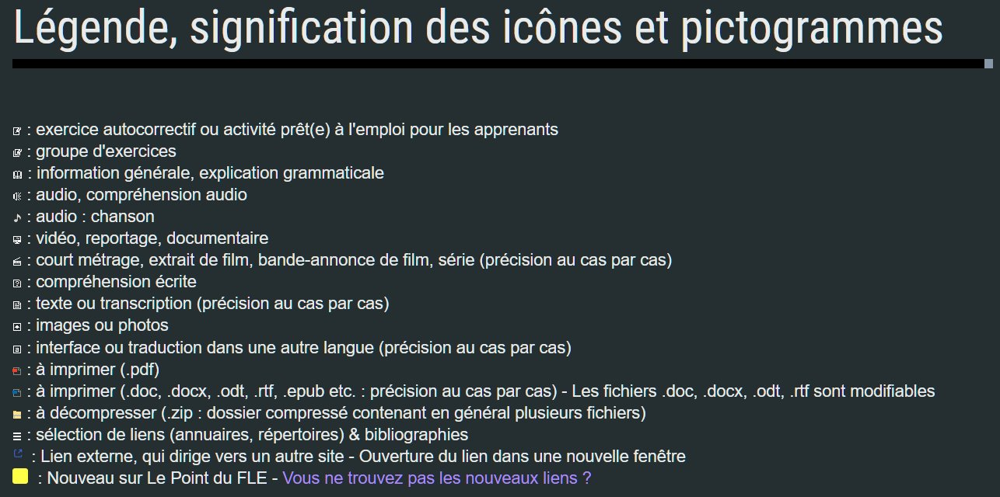 Légende, signification des icônes et pictogrammes
: exercice autocorrectif ou activité prêt(e) à l'emploi pour les apprenants
: groupe d'exercices
: information générale, explication grammaticale
: audio, compréhension audio
: audio : chanson
: vidéo, reportage, documentaire
: court métrage, extrait de film, bande-annonce de film, série (précision au cas par cas)
: compréhension écrite
: texte ou transcription (précision au cas par cas)
: images ou photos
: interface ou traduction dans une autre langue (précision au cas par cas)
: à imprimer (.pdf)
: à imprimer (.doc, .docx, .odt, .rtf, .epub etc. : précision au cas par cas) - Les fichiers .doc, .docx, .odt, .rtf sont modifiables
: à décompresser (.zip : dossier compressé contenant en général plusieurs fichiers)
: sélection de liens (annuaires, répertoires) & bibliographies
: Lien externe, qui dirige vers un autre site - Ouverture du lien dans une nouvelle fenêtre
: Nouveau sur Le Point du FLE - Vous ne trouvez pas les nouveaux liens ?